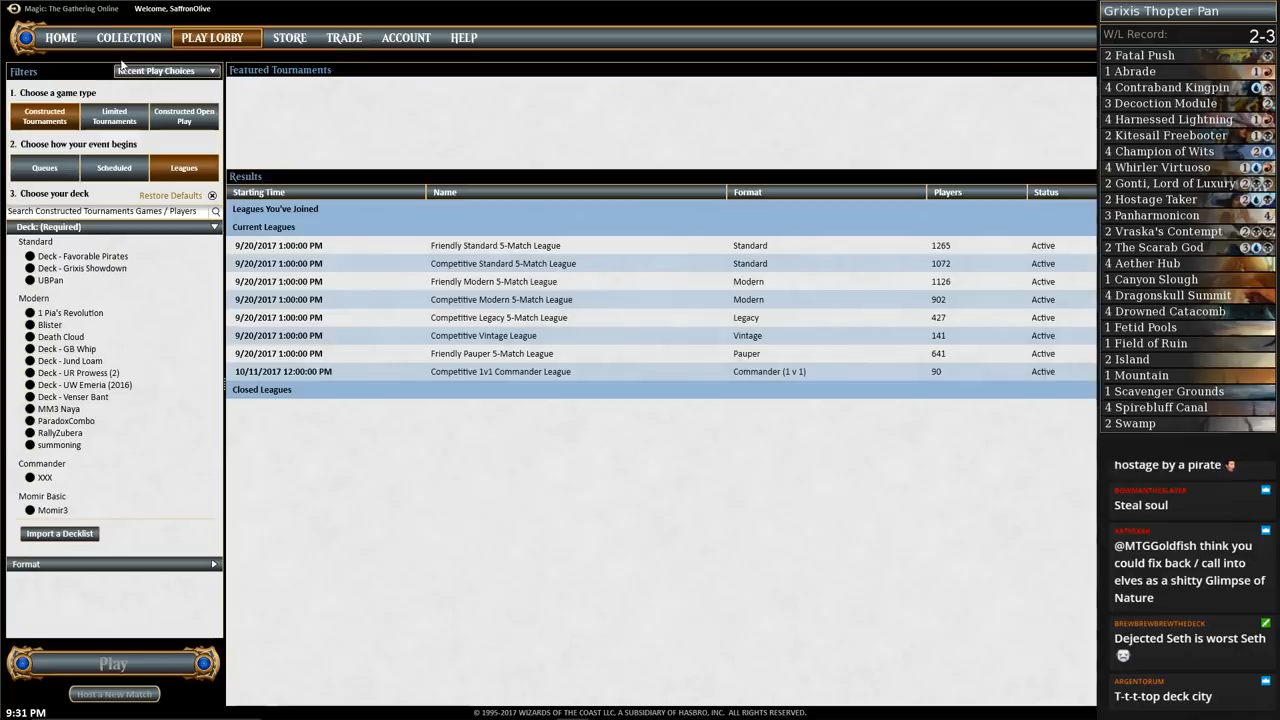 Magic: The Gathering Online
Welcome, SaffronOlive
HOME COLLECTION PLAY LOBBY STORE TRADE ACCOUNT HELP
Filters
Recent Play Choices
1. Choose a game type
Constructed Tournaments
Limited Tournaments
Constructed Open Play
2. Choose how your event begins
Queues
Scheduled
Leagues
3. Choose your deck
Restore Defaults
Search Constructed Tournaments Games / Players
Deck: (Required)
Standard
Deck - Favorable Pirates
Deck - Grixis Showdown
UBPan
Modern
1 Pia's Revolution
Blister
Death Cloud
Deck - GB Whip
Deck - Jund Loam
Deck - UR Prowess (2)
Deck - UW Emeria (2016)
Deck - Venser Bant
MM3 Naya
ParadoxCombo
RallyZubera
summoning
Commander
XXX
Momir Basic
Momir3
Import a Decklist
Format
Play
Host a New Match
9:31 PM
Featured Tournaments
Results
Starting Time Name Format Players Status
Leagues You've Joined
Current Leagues
9/20/2017 1:00:00 PM Friendly Standard 5-Match League Standard 1265 Active
9/20/2017 1:00:00 PM Competitive Standard 5-Match League Standard 1072 Active
9/20/2017 1:00:00 PM Friendly Modern 5-Match League Modern 1126 Active
9/20/2017 1:00:00 PM Competitive Modern 5-Match League Modern 902 Active
9/20/2017 1:00:00 PM Competitive Legacy 5-Match League Legacy 427 Active
9/20/2017 1:00:00 PM Competitive Vintage League Vintage 141 Active
9/20/2017 1:00:00 PM Friendly Pauper 5-Match League Pauper 641 Active
10/11/2017 12:00:00 PM Competitive 1v1 Commander League Commander (1 v 1) 90 Active
Closed Leagues
© 1995-2017 WIZARDS OF THE COAST LLC, A SUBSIDIARY OF HASBRO, INC. ALL RIGHTS RESERVED.
Grixis Thopter Pan
W/L Record: 2-3
2 Fatal Push
1 Abrade 1
4 Contraband Kingpin
3 Decoction Module 2
4 Harnessed Lightning 1
2 Kitesail Freebooter 1
4 Champion of Wits 2
4 Whirler Virtuoso 1
2 Gonti, Lord of Luxury 2
2 Hostage Taker 2
3 Panharmonicon 4
2 Vraska's Contempt 2
2 The Scarab God 3
4 Aether Hub
1 Canyon Slough
4 Dragonskull Summit
4 Drowned Catacomb
1 Fetid Pools
1 Field of Ruin
2 Island
1 Mountain
1 Scavenger Grounds
4 Spirebluff Canal
2 Swamp
hostage by a pirate
Steal soul
@MTGGoldfish think you
could fix back / call into
elves as a shitty Glimpse of
Nature
BREWBREWBREWTHEDECK
Dejected Seth is worst Seth
ARGENTORUM
T-t-t-top deck city